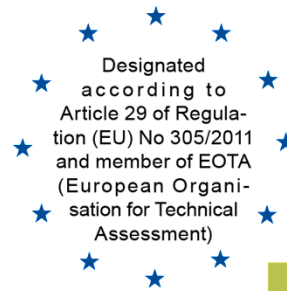 Designated
according to
Article 29 of Regula-
tion (EU) No 305/2011
and member of EOTA
(European Organi-
sation for Technical
Assessment)